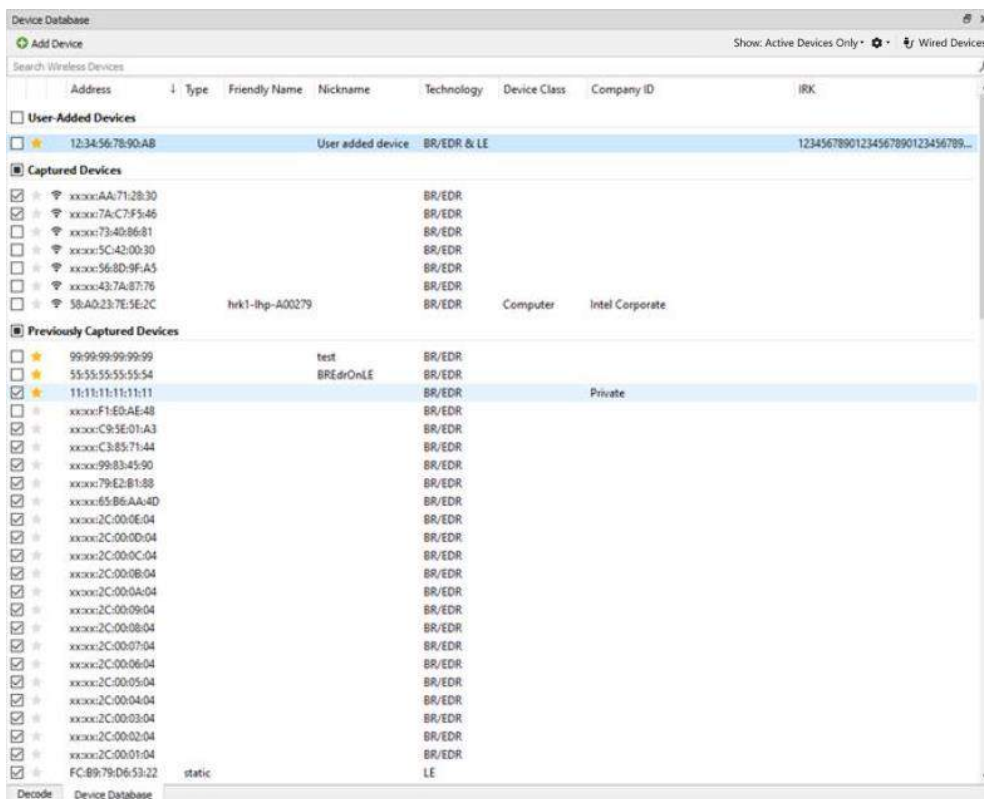 Device Database
Add Device Show: Active Devices Only Wired Devices
Search Wireless Devices
Address ↓ Type Friendly Name Nickname Technology Device Class Company ID IRK
User-Added Devices
12:34:56:78:90:AB User added device BR/EDR & LE 12345678901234567890123456789...
Captured Devices
xx:xx:AA:71:28:30 BR/EDR
xx:xx:7A:C7:F5:46 BR/EDR
xx:xx:73:40:86:81 BR/EDR
xx:xx:5C:42:00:30 BR/EDR
xx:xx:56:8D:9F:A5 BR/EDR
xx:xx:43:7A:87:76 BR/EDR
58:A0:23:7E:5E:2C hrk1-lhp-A00279 BR/EDR Computer Intel Corporate
Previously Captured Devices
99:99:99:99:99:99 test BR/EDR
55:55:55:55:55:54 BREdrOnLE BR/EDR
11:11:11:11:11:11 BR/EDR Private
xx:xx:F1:E0:AE:48 BR/EDR
xx:xx:C9:5E:01:A3 BR/EDR
xx:xx:C3:85:71:44 BR/EDR
xx:xx:99:83:45:90 BR/EDR
xx:xx:79:E2:B1:88 BR/EDR
xx:xx:65:B6:AA:4D BR/EDR
xx:xx:2C:00:0E:04 BR/EDR
xx:xx:2C:00:0D:04 BR/EDR
xx:xx:2C:00:0C:04 BR/EDR
xx:xx:2C:00:0B:04 BR/EDR
xx:xx:2C:00:0A:04 BR/EDR
xx:xx:2C:00:09:04 BR/EDR
xx:xx:2C:00:08:04 BR/EDR
xx:xx:2C:00:07:04 BR/EDR
xx:xx:2C:00:06:04 BR/EDR
xx:xx:2C:00:05:04 BR/EDR
xx:xx:2C:00:04:04 BR/EDR
xx:xx:2C:00:03:04 BR/EDR
xx:xx:2C:00:02:04 BR/EDR
xx:xx:2C:00:01:04 BR/EDR
FC:B9:79:D6:53:22 static LE
Decode Device Database